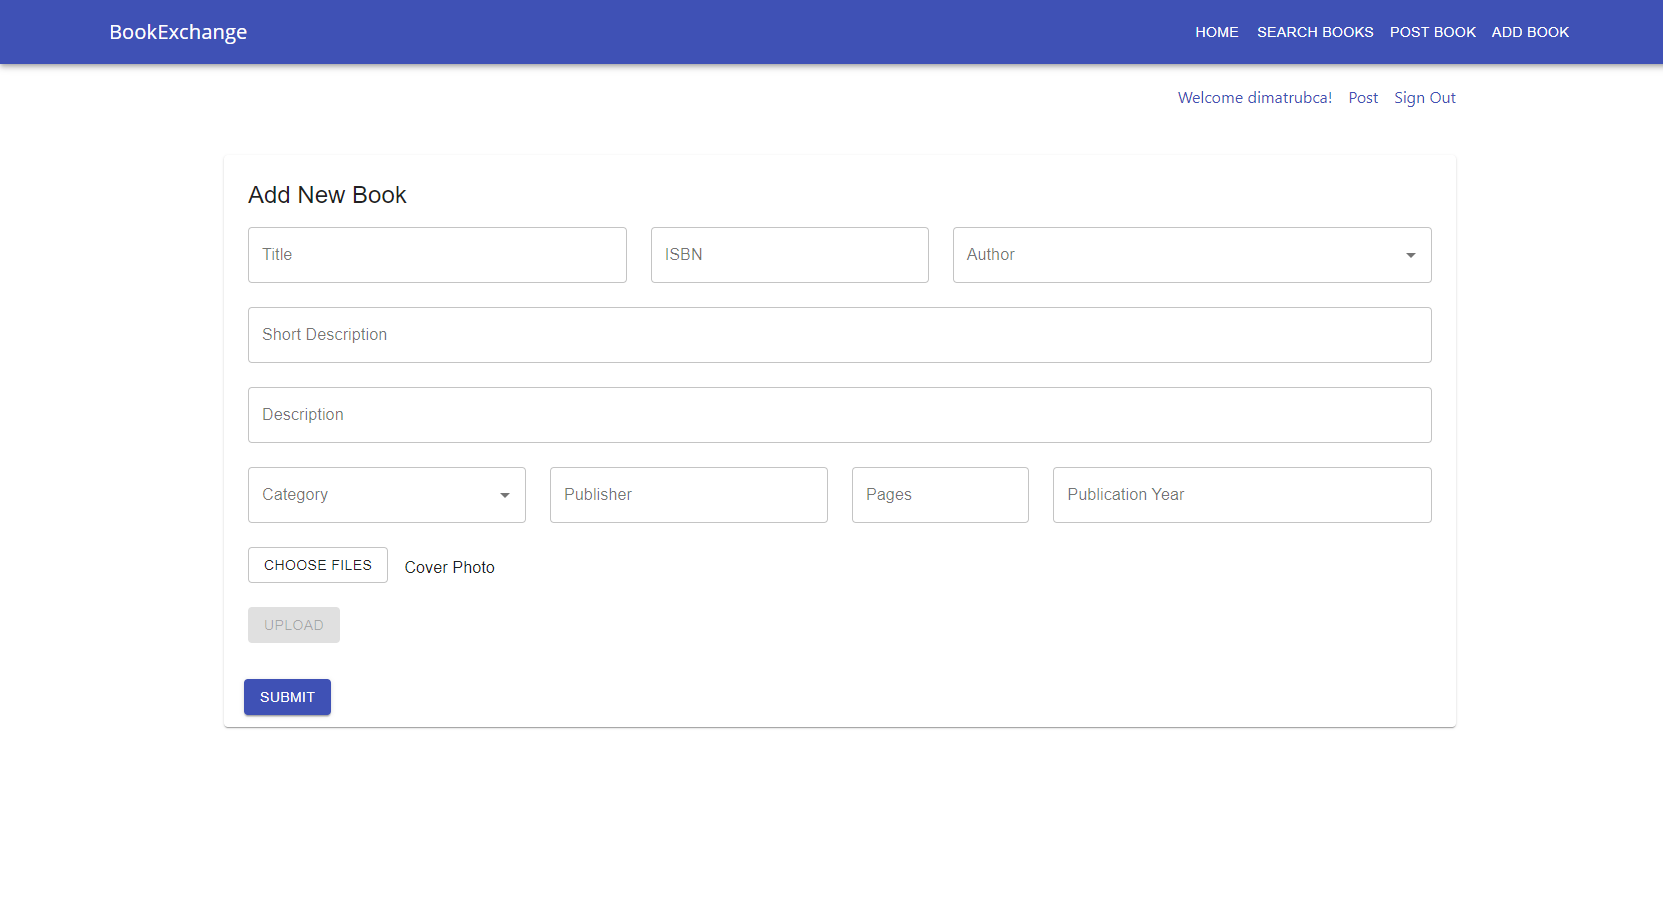 BookExchange HOME SEARCH BOOKS POST BOOK ADD BOOK
Welcome dimatrubca! Post Sign Out
Add New Book
Title ISBN Author
Short Description
Description
Category Publisher Pages Publication Year
CHOOSE FILES Cover Photo
UPLOAD
SUBMIT